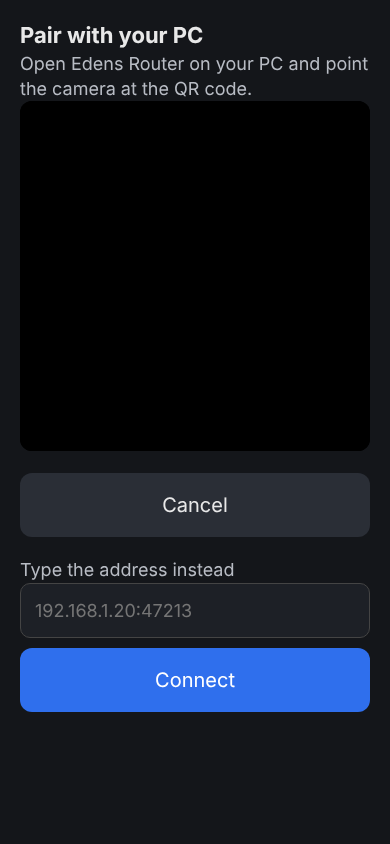 Pair with your PC
Open Edens Router on your PC and point
the camera at the QR code.
Cancel
Type the address instead
192.168.1.20:47213
Connect